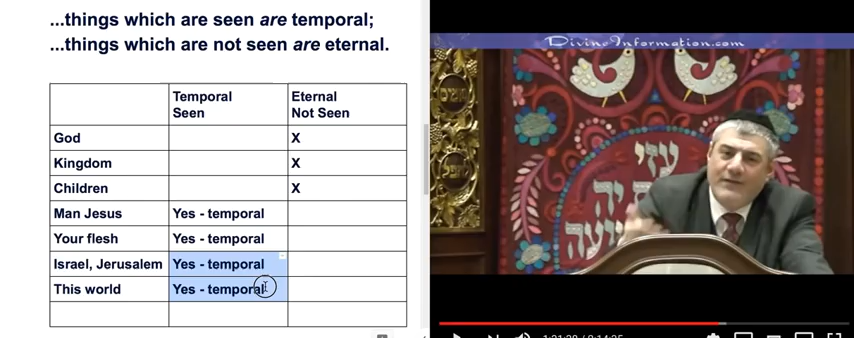 ...things which are seen are temporal;
...things which are not seen are eternal.
Temporal
Seen
Eternal
Not Seen
God X
Kingdom X
Children X
Man Jesus Yes - temporal
Your flesh Yes - temporal
Israel, Jerusalem Yes - temporal
This world Yes - temporal
DivineInformation.com
עזי